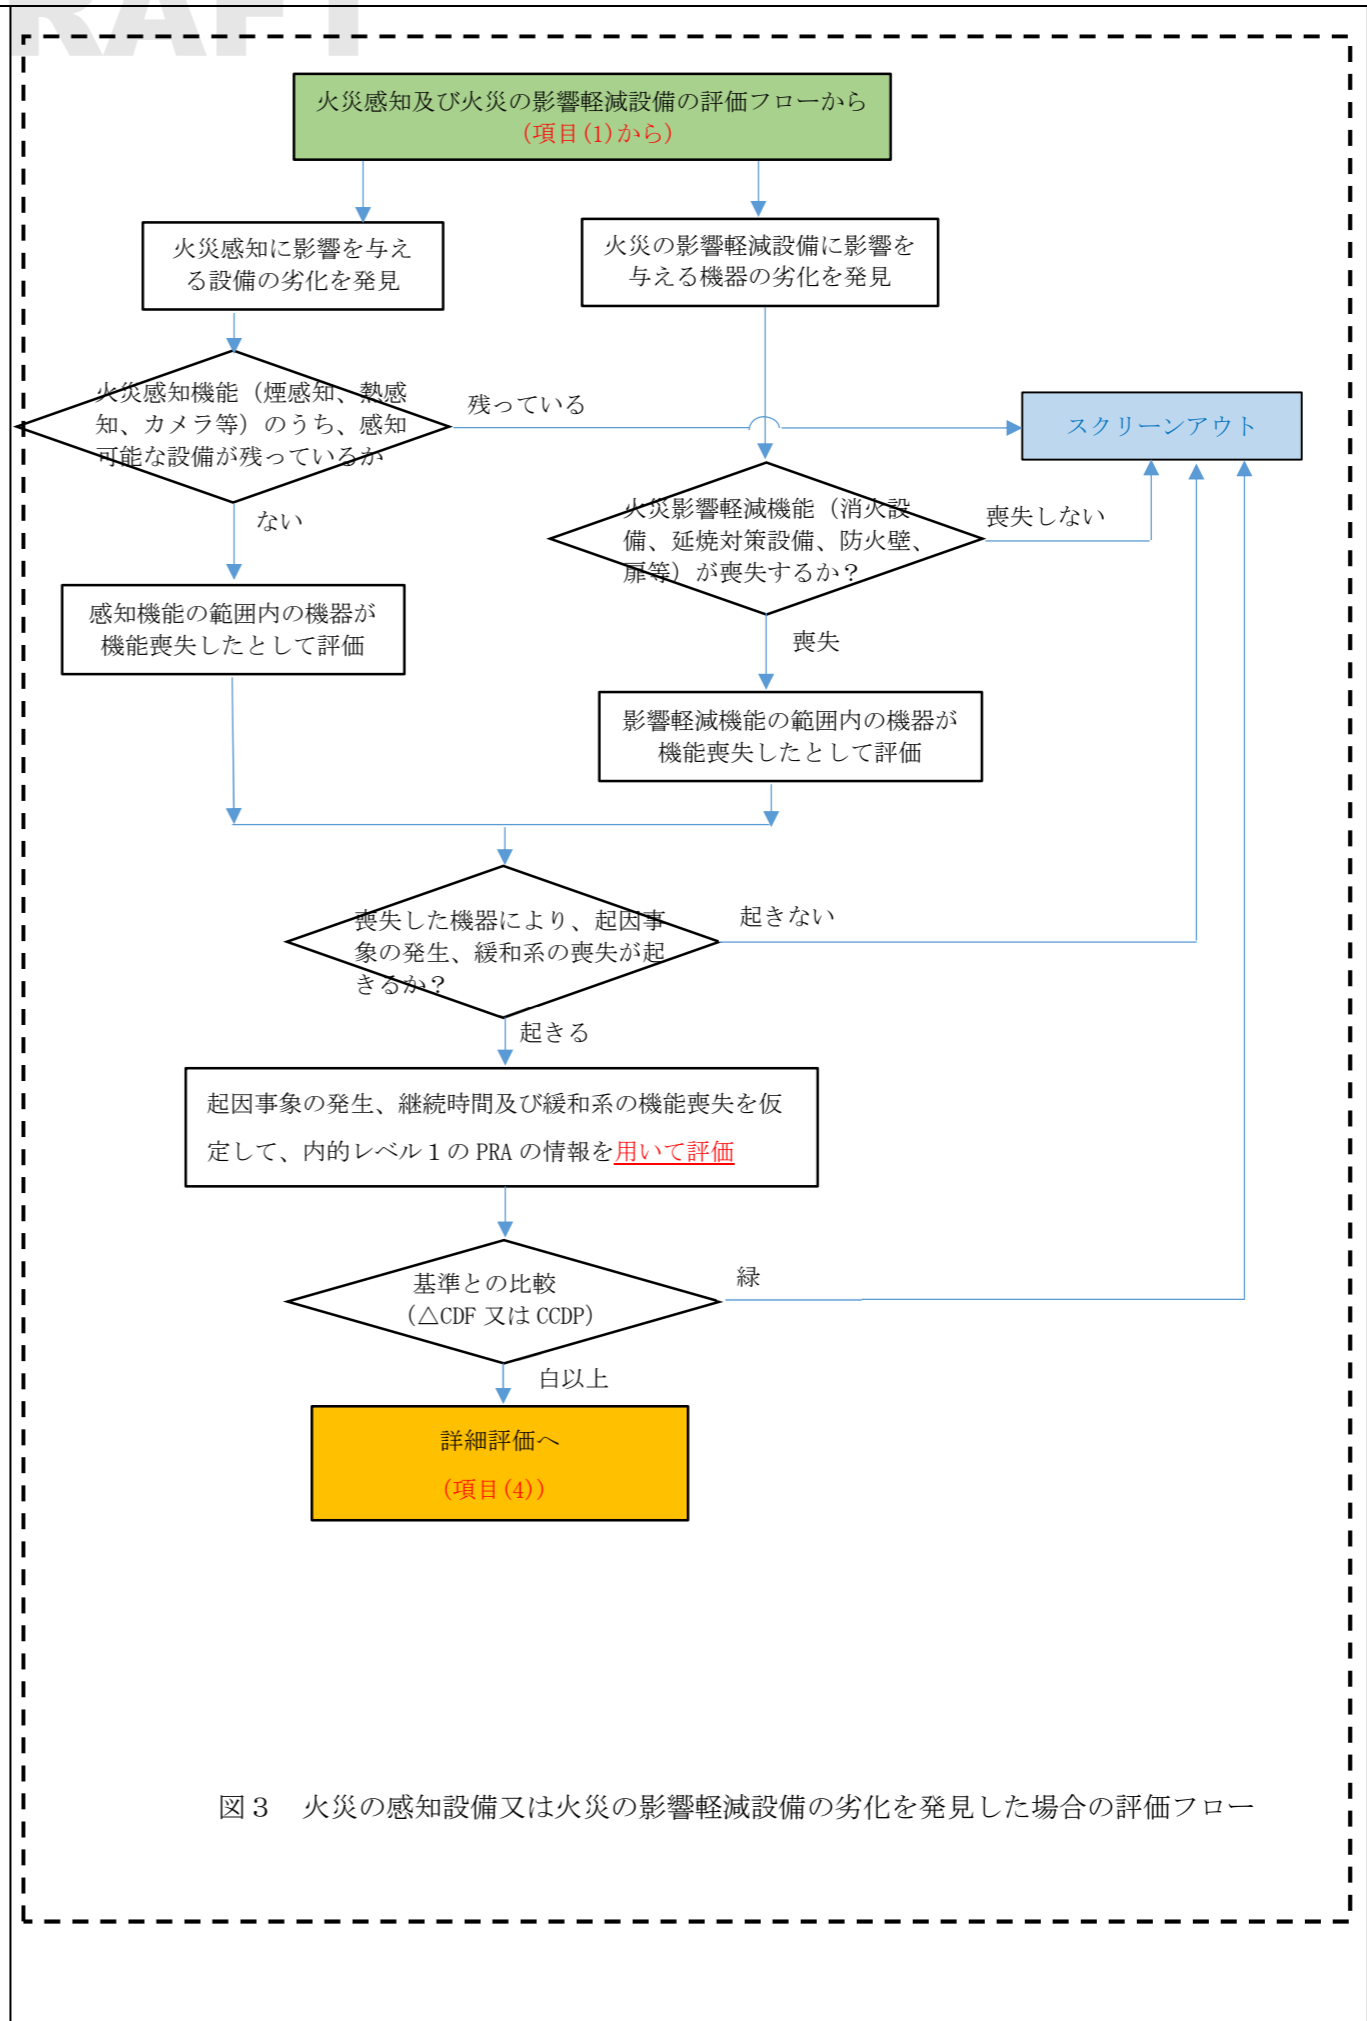 RAFT
火災感知及び火災の影響軽減設備の評価フローから
(項目(1)から)
火災感知に影響を与え
る設備の劣化を発見
火災の影響軽減設備に影響を
与える機器の劣化を発見
火災感知機能（煙感知、熱感
知、カメラ等）のうち、感知
可能な設備が残っているか
残っている
スクリーンアウト
ない
火災影響軽減機能（消火設
備、延焼対策設備、防火壁、
扉等）が喪失するか？
喪失しない
感知機能の範囲内の機器が
機能喪失したとして評価
喪失
影響軽減機能の範囲内の機器が
機能喪失したとして評価
喪失した機器により、起因事
象の発生、緩和系の喪失が起
きるか？
起きない
起きる
起因事象の発生、継続時間及び緩和系の機能喪失を仮
定して、内的レベル１の PRA の情報を用いて評価
基準との比較
（△CDF 又は CCDP）
緑
白以上
詳細評価へ
(項目(4))
図３　火災の感知設備又は火災の影響軽減設備の劣化を発見した場合の評価フロー